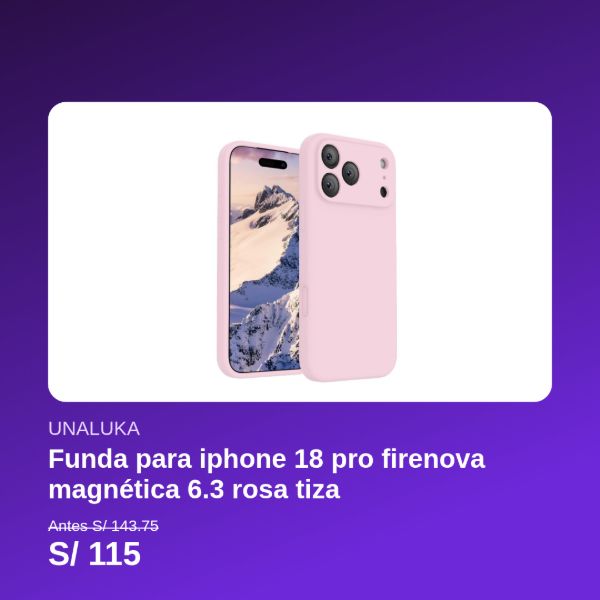 UNALUKA
Funda para iphone 18 pro firenova
magnética 6.3 rosa tiza
Antes S/ 143.75
S/ 115